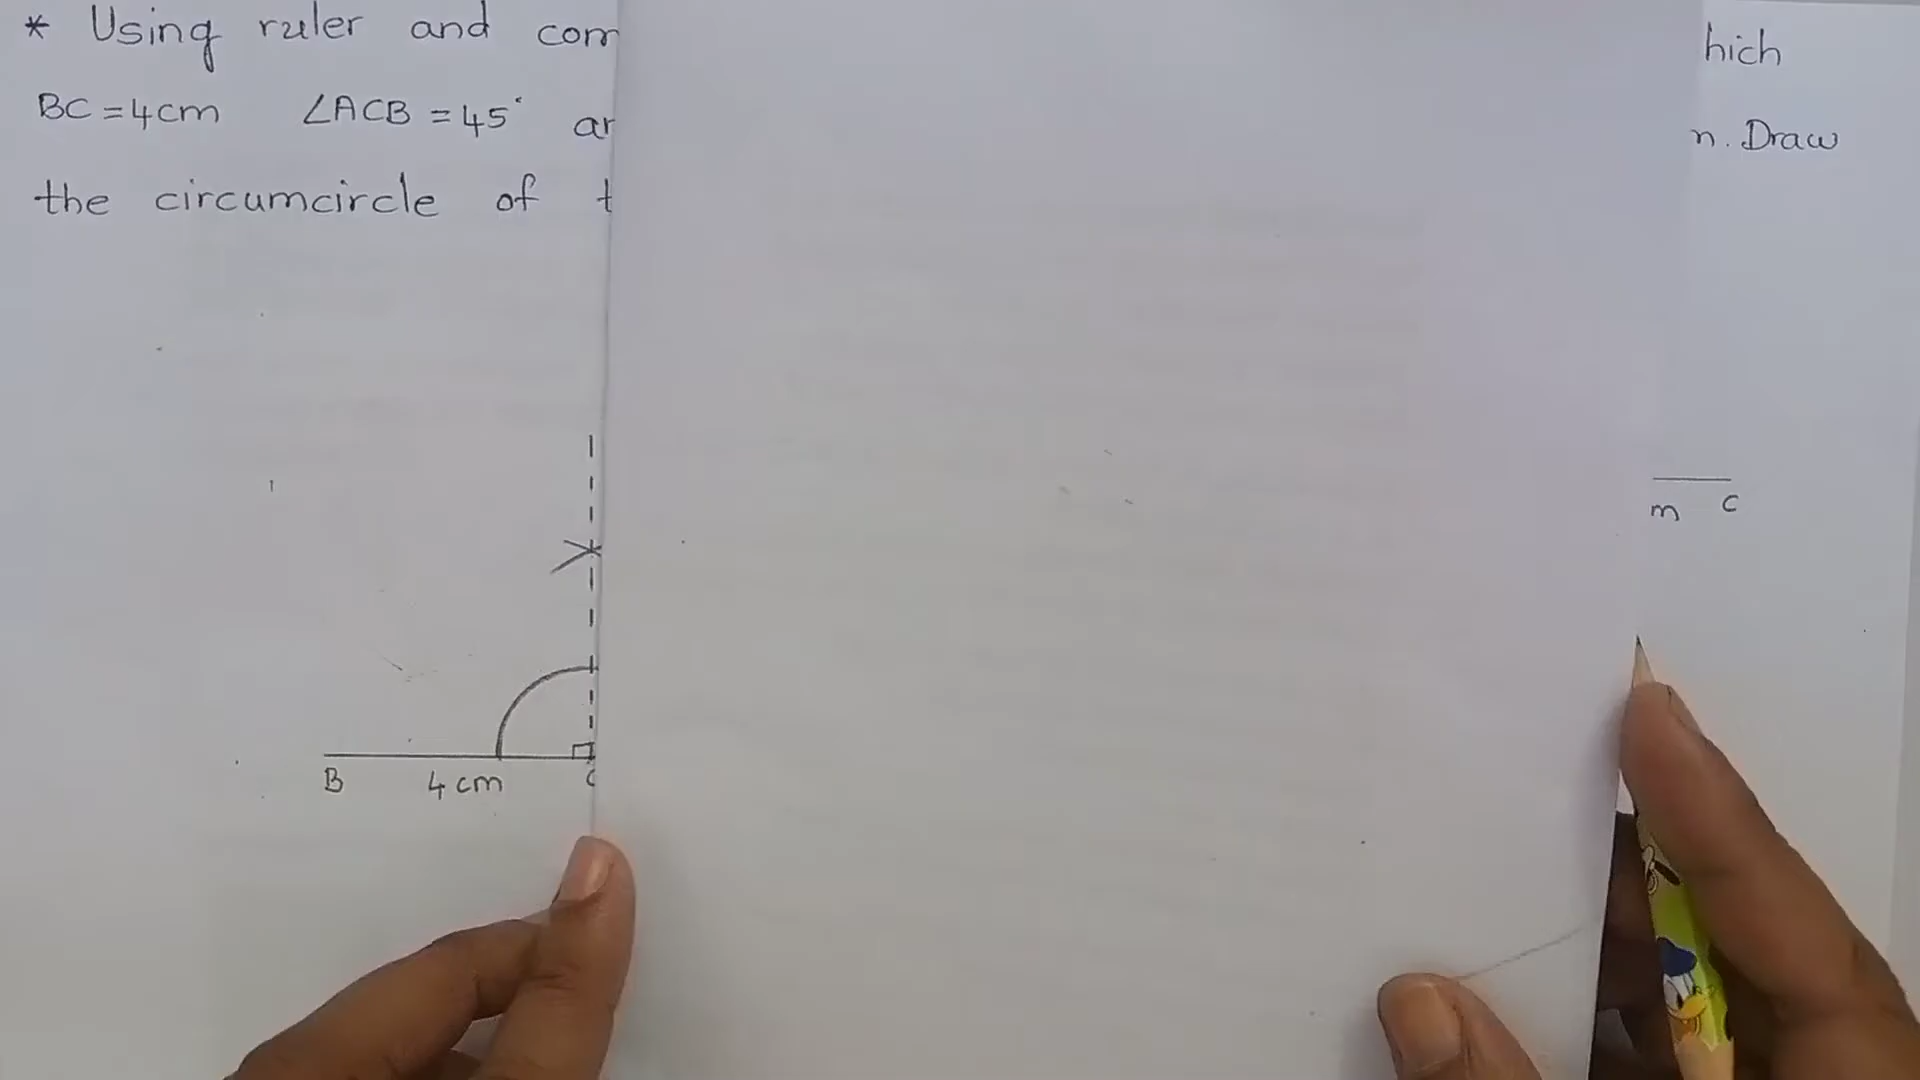 * Using ruler and com hich
BC = 4cm ∠ACB = 45° ar n. Draw
the circumcircle of t
m C
B 4 cm C